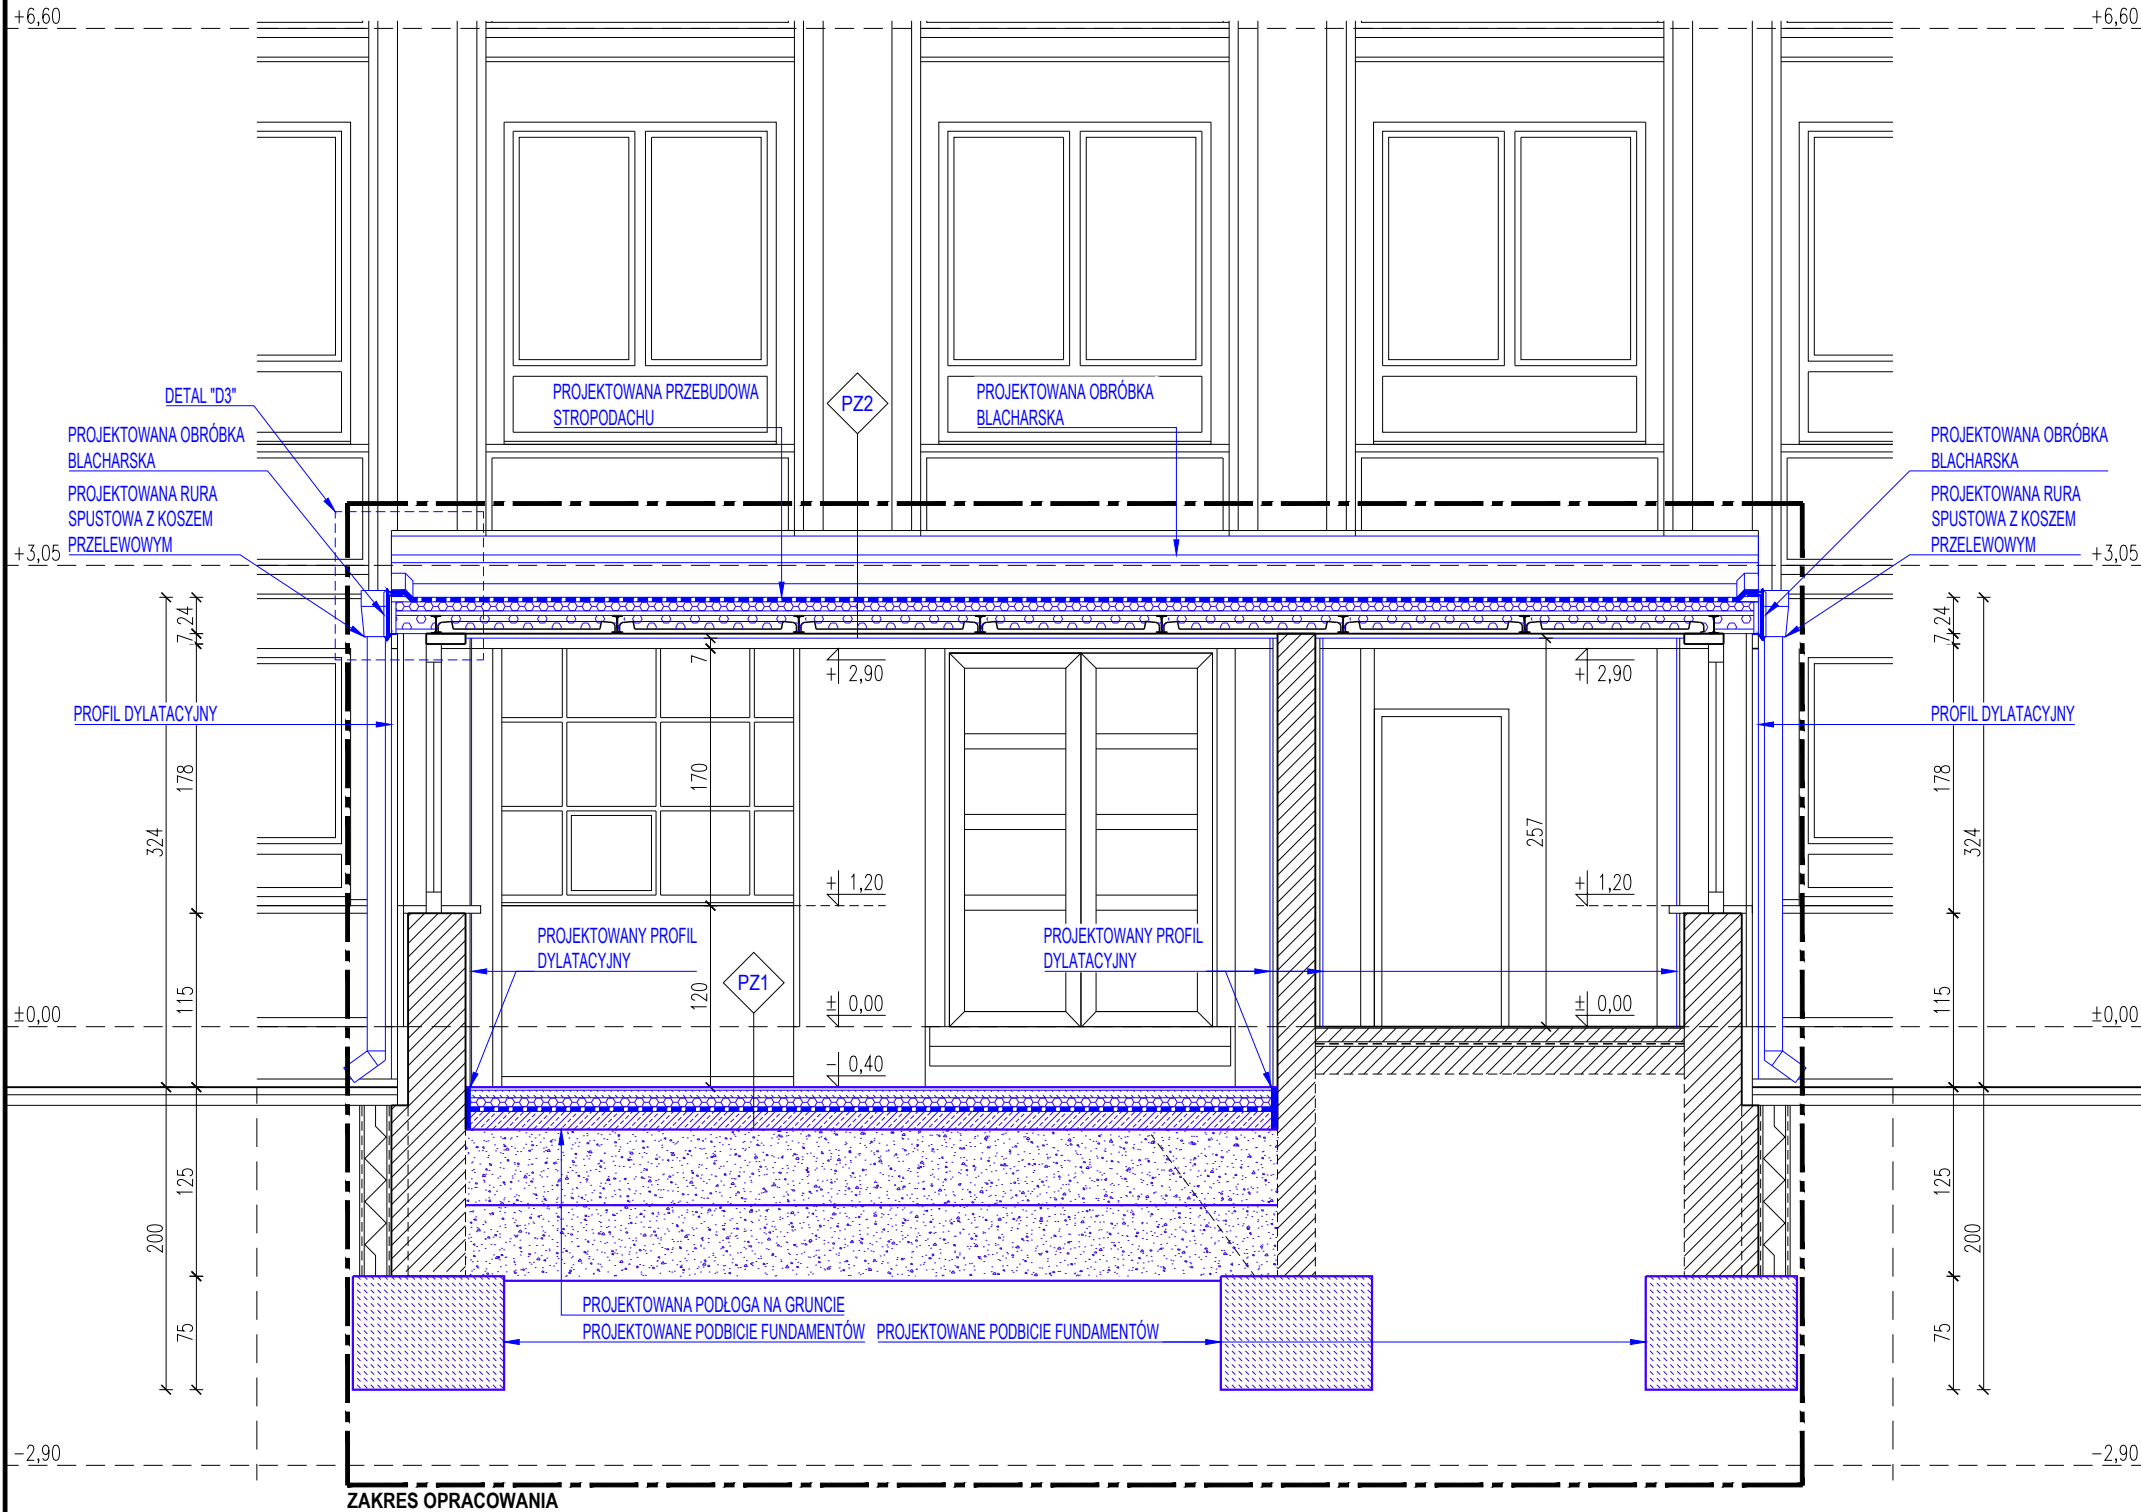 +6,60
+6,60
DETAL "D3"
PROJEKTOWANA OBRÓBKA
BLACHARSKA
PROJEKTOWANA RURA
SPUSTOWA Z KOSZEM
PRZELEWOWYM
PROJEKTOWANA PRZEBUDOWA
STROPODACHU
PZ2
PROJEKTOWANA OBRÓBKA
BLACHARSKA
PROJEKTOWANA OBRÓBKA
BLACHARSKA
PROJEKTOWANA RURA
SPUSTOWA Z KOSZEM
PRZELEWOWYM
+3,05
+3,05
24
7
24
7
7
+ 2,90
+ 2,90
PROFIL DYLATACYJNY
PROFIL DYLATACYJNY
178
170
178
324
257
324
+ 1,20
+ 1,20
PROJEKTOWANY PROFIL
DYLATACYJNY
PROJEKTOWANY PROFIL
DYLATACYJNY
PZ1
115
120
115
±0,00
± 0,00
± 0,00
±0,00
- 0,40
125
125
200
200
PROJEKTOWANA PODŁOGA NA GRUNCIE
PROJEKTOWANE PODBICIE FUNDAMENTÓW
PROJEKTOWANE PODBICIE FUNDAMENTÓW
75
75
-2,90
-2,90
ZAKRES OPRACOWANIA